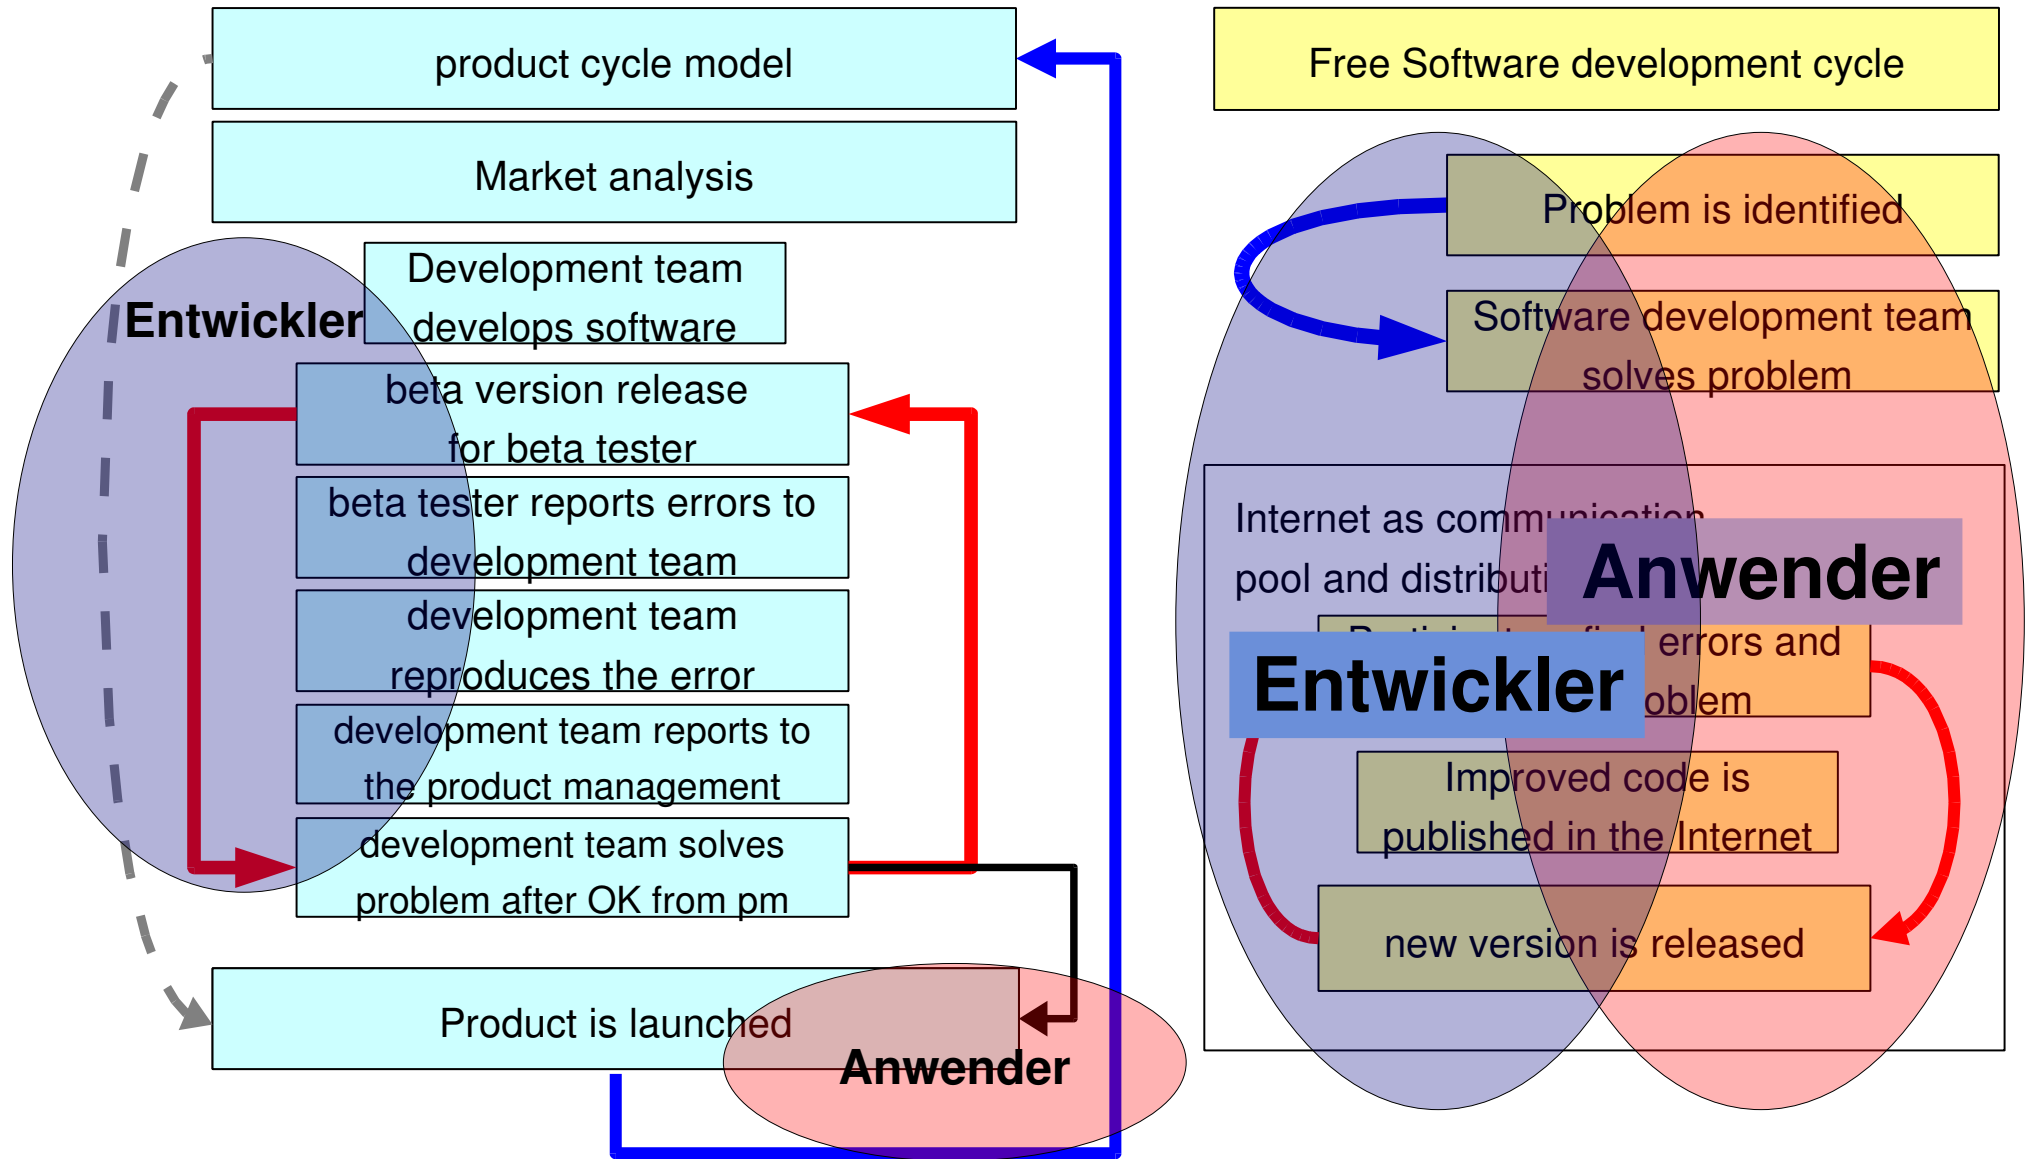 product cycle model
Market analysis
Development team
develops software
Entwickler
beta version release
for beta tester
beta tester reports errors to
development team
development team
reproduces the error
development team reports to
the product management
development team solves
problem after OK from pm
Product is launched
Anwender
Free Software development cycle
Problem is identified
Software development team
solves problem
Internet as communication
pool and
Anwender
errors and
Entwickler
Improved code is
published in the Internet
new version is released